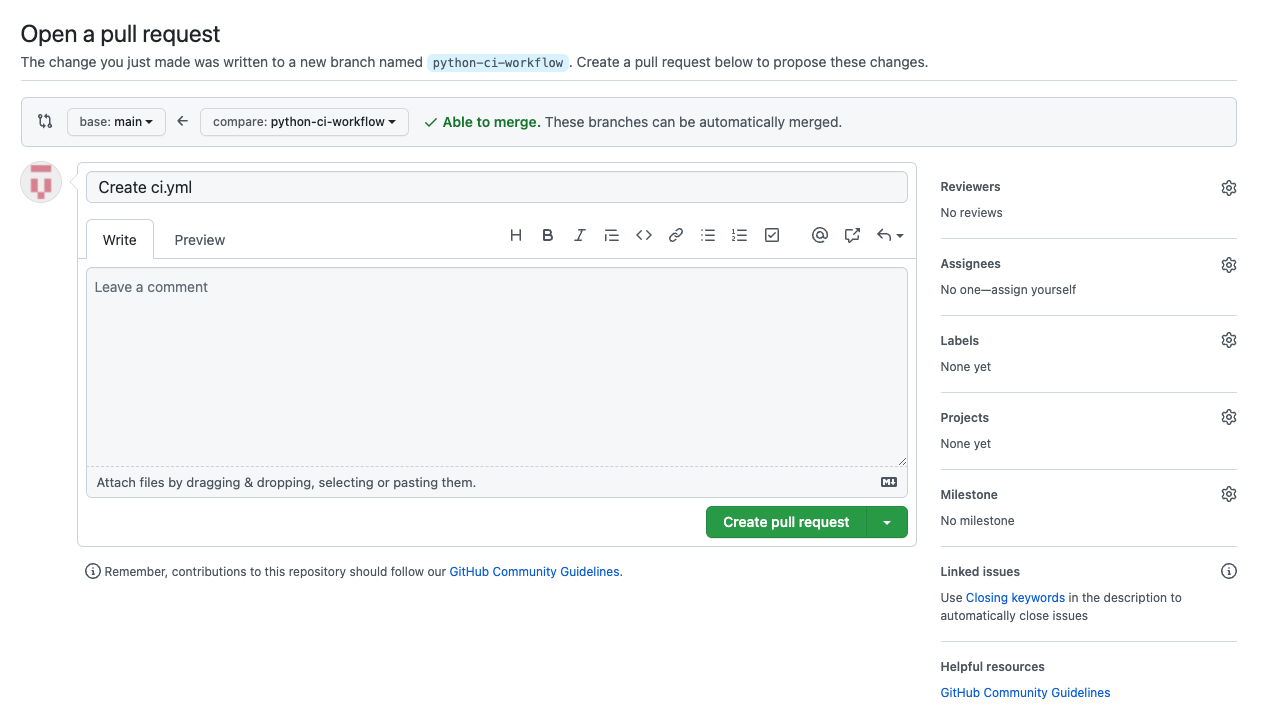 Open a pull request
The change you just made was written to a new branch named python-ci-workflow. Create a pull request below to propose these changes.
base: main
compare: python-ci-workflow
Able to merge. These branches can be automatically merged.
Create ci.yml
Write
Preview
Leave a comment
Attach files by dragging & dropping, selecting or pasting them.
Create pull request
Remember, contributions to this repository should follow our GitHub Community Guidelines.
Reviewers
No reviews
Assignees
No one—assign yourself
Labels
None yet
Projects
None yet
Milestone
No milestone
Linked issues
Use Closing keywords in the description to
automatically close issues
Helpful resources
GitHub Community Guidelines